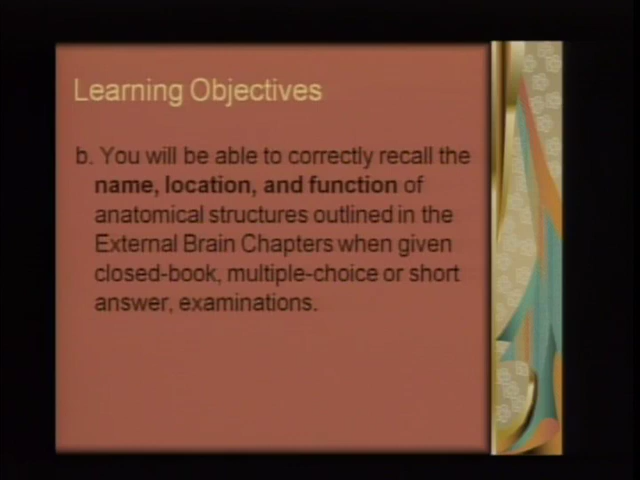 Learning Objectives
b. You will be able to correctly recall the
name, location, and function of
anatomical structures outlined in the
External Brain Chapters when given
closed-book, multiple-choice or short
answer, examinations.